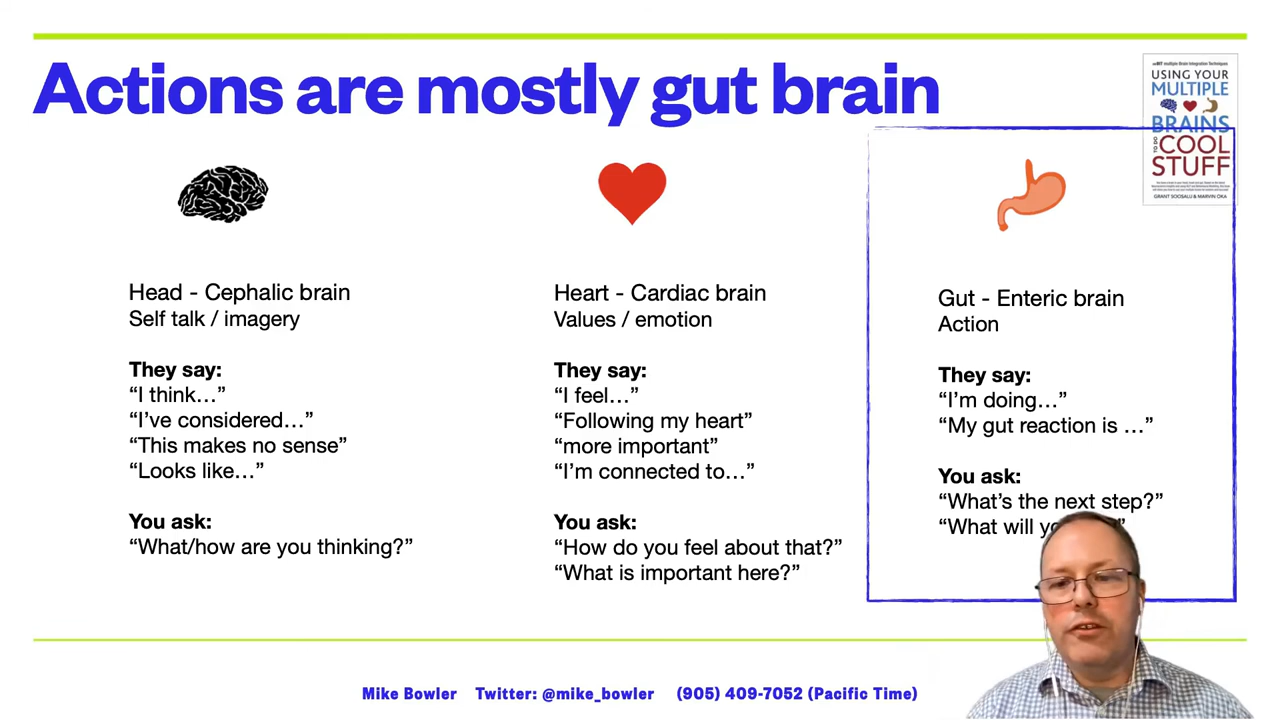 Actions are mostly gut brain
mBIT multiple Brain Integration Techniques
USING YOUR
MULTIPLE
BRAINS
TO DO
COOL
STUFF
GRANT SOOSALU & MARVIN OKA
Head - Cephalic brain
Self talk / imagery
They say:
“I think…”
“I’ve considered…”
“This makes no sense”
“Looks like…”
You ask:
“What/how are you thinking?”
Heart - Cardiac brain
Values / emotion
They say:
“I feel…”
“Following my heart”
“more important”
“I’m connected to…”
You ask:
“How do you feel about that?”
“What is important here?”
Gut - Enteric brain
Action
They say:
“I’m doing…”
“My gut reaction is …”
You ask:
“What’s the next step?”
“What will
Mike Bowler Twitter: @mike_bowler (905) 409-7052 (Pacific Time)